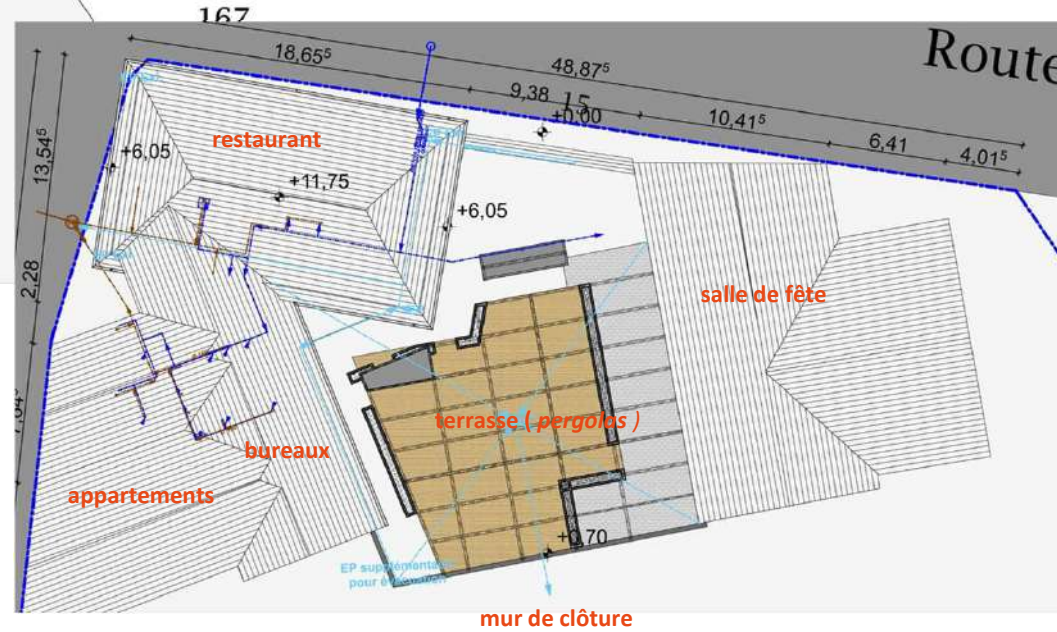 167
Route
18,65⁵
48,87⁵
9,38
15
+0,00
10,41⁵
6,41
4,01⁵
13,54⁵
restaurant
+6,05
+11,75
+6,05
2,28
salle de fête
terrasse ( pergolas )
bureaux
appartements
+0,70
EP supplémentaire
pour évacuation
mur de clôture